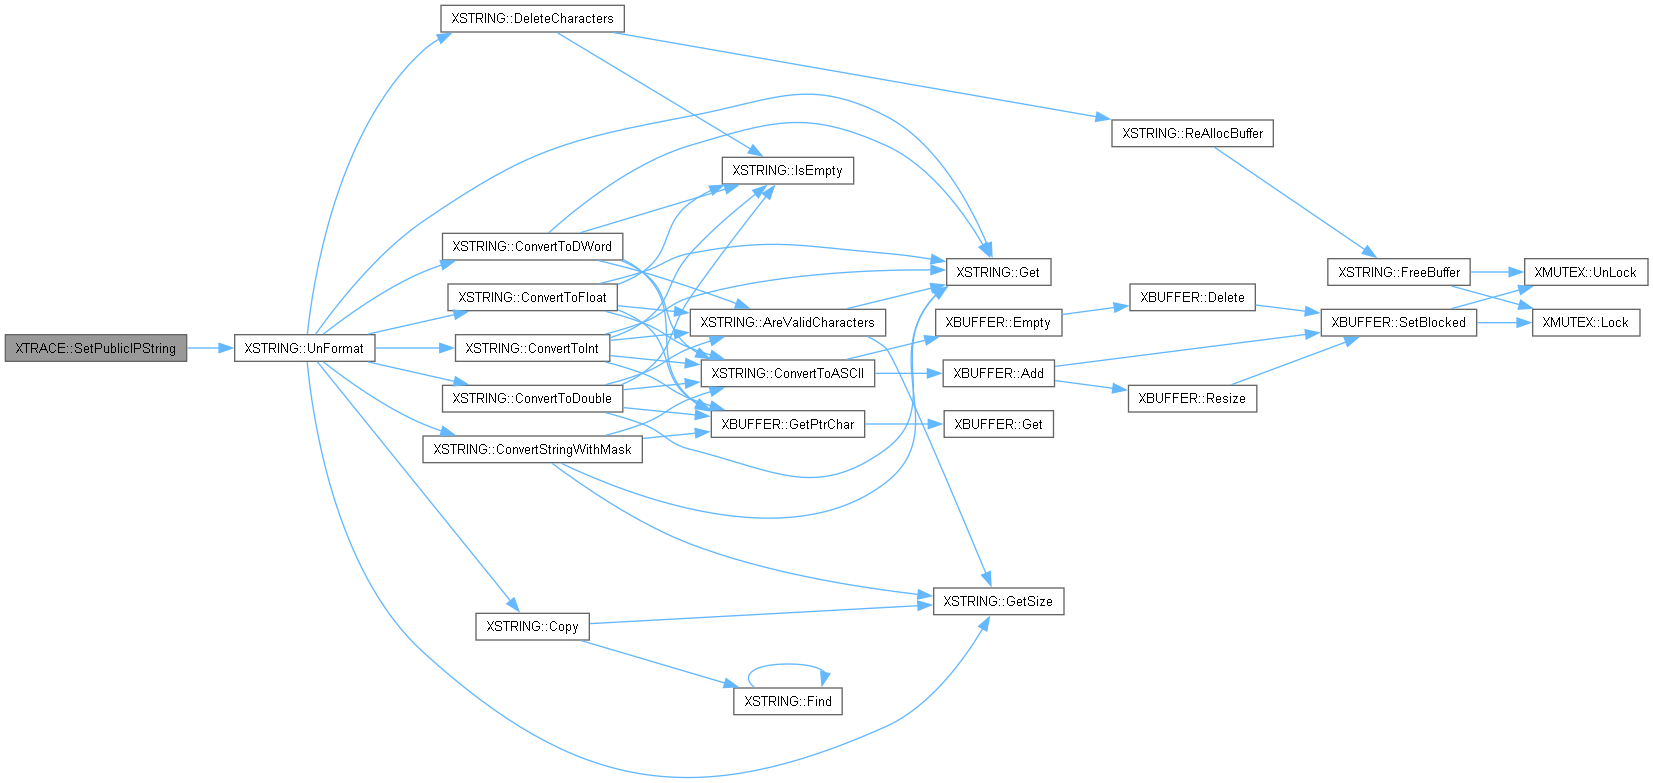 XSTRING::DeleteCharacters
XSTRING::ReAllocBuffer
XSTRING::IsEmpty
XSTRING::ConvertToDWord
XSTRING::Get
XSTRING::FreeBuffer
XMUTEX::UnLock
XSTRING::ConvertToFloat
XBUFFER::Delete
XSTRING::AreValidCharacters
XBUFFER::Empty
XBUFFER::SetBlocked
XMUTEX::Lock
XTRACE::SetPublicIPString
XSTRING::UnFormat
XSTRING::ConvertToInt
XSTRING::ConvertToASCII
XBUFFER::Add
XSTRING::ConvertToDouble
XBUFFER::Resize
XBUFFER::GetPtrChar
XBUFFER::Get
XSTRING::ConvertStringWithMask
XSTRING::GetSize
XSTRING::Copy
XSTRING::Find